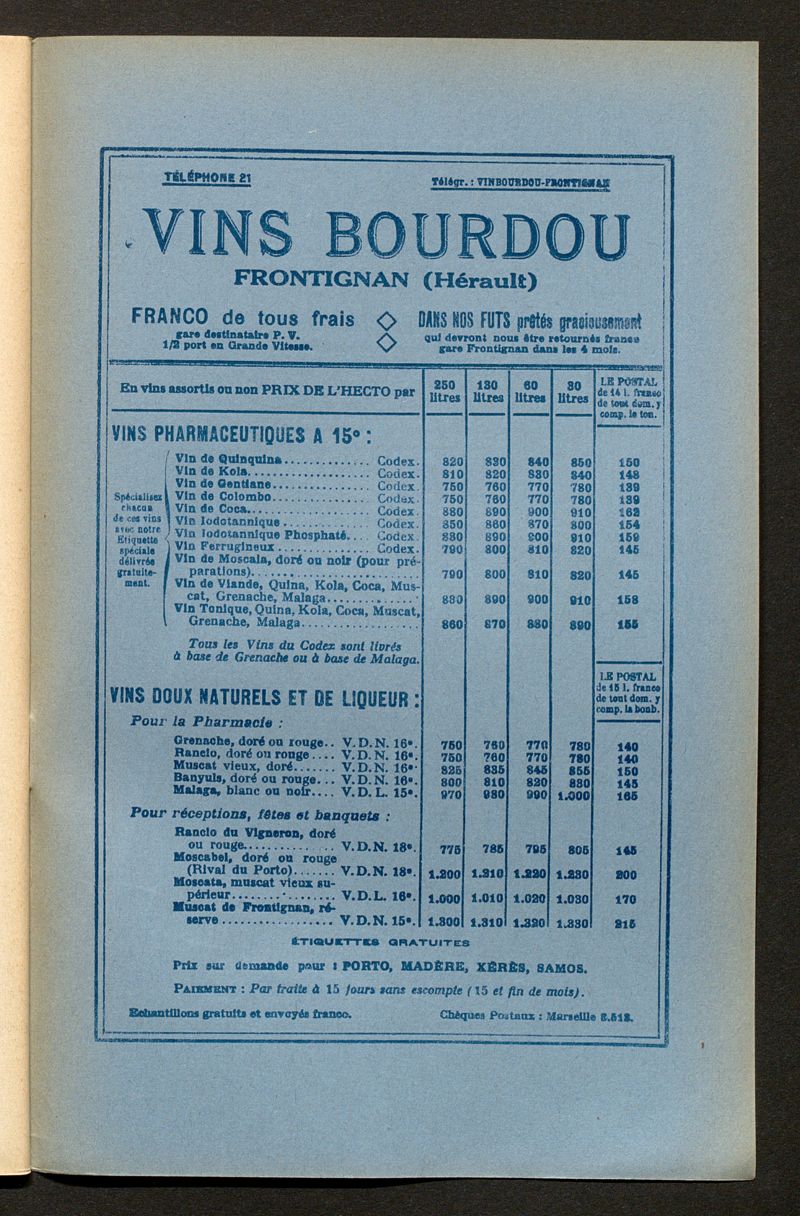 TÉLÉPHONE 21
Télégr. : VINBOURDOU-FRONTIGNAN
VINS BOURDOU
FRONTIGNAN (Hérault)
FRANCO de tous frais
gare destinataire P. V.
1/2 port en Grande Vitesse.
DANS NOS FUTS prêtés gracieusement
qui devront nous être retournés franco
gare Frontignan dans les 4 mois.
En vins assortis ou non PRIX DE L'HECTO par 250 litres 130 litres 60 litres 30 litres
LE POSTAL
de 14 l. franco
de tout dom. y
comp. le ton.
VINS PHARMACEUTIQUES A 15° :
Spécialisez
chacun
de ces vins
avec notre
Etiquette
spéciale
délivrée
gratuite-
ment.
Vin de Quinquina.............. Codex. 820 830 840 850 150
Vin de Kola.................... Codex. 810 820 830 840 148
Vin de Gentiane................ Codex. 750 760 770 780 139
Vin de Colombo................ Codex. 750 760 770 780 139
Vin de Coca.................... Codex. 880 890 900 910 162
Vin Iodotannique.............. Codex. 850 860 870 800 154
Vin Iodotannique Phosphaté.... Codex. 880 890 900 910 159
Vin Ferrugineux............... Codex. 790 800 810 820 145
Vin de Moscala, doré ou noir (pour pré-
parations)........................ 790 800 810 820 145
Vin de Viande, Quina, Kola, Coca, Mus-
cat, Grenache, Malaga.............. 880 890 900 910 158
Vin Tonique, Quina, Kola, Coca, Muscat,
Grenache, Malaga................. 860 870 880 890 155
Tous les Vins du Codex sont livrés
à base de Grenache ou à base de Malaga.
LE POSTAL
de 15 l. franco
de tout dom. y
comp. la bonb.
VINS DOUX NATURELS ET DE LIQUEUR :
Pour la Pharmacie :
Grenache, doré ou rouge.. V.D.N. 16°. 750 760 770 780 140
Rancio, doré ou rouge.... V.D.N. 16°. 750 760 770 780 140
Muscat vieux, doré....... V.D.N. 16°. 825 835 845 855 150
Banyuls, doré ou rouge... V.D.N. 16°. 800 810 820 830 145
Malaga, blanc ou noir.... V.D.L. 15°. 970 980 990 1.000 165
Pour réceptions, fêtes et banquets :
Rancio du Vigneron, doré
ou rouge.............. V.D.N. 18°. 775 785 795 805 145
Moscabel, doré ou rouge
(Rival du Porto)....... V.D.N. 18°. 1.200 1.210 1.220 1.230 200
Moscata, muscat vieux su-
périeur................ V.D.L. 16°. 1.000 1.010 1.020 1.030 170
Muscat de Frontignan, ré-
serve.................. V.D.N. 15°. 1.300 1.310 1.320 1.330 215
ÉTIQUETTES GRATUITES
Prix sur demande pour : PORTO, MADÈRE, XÉRÈS, SAMOS.
PAIEMENT : Par traite à 15 jours sans escompte (15 et fin de mois).
Echantillons gratuits et envoyés franco.
Chèques Postaux : Marseille